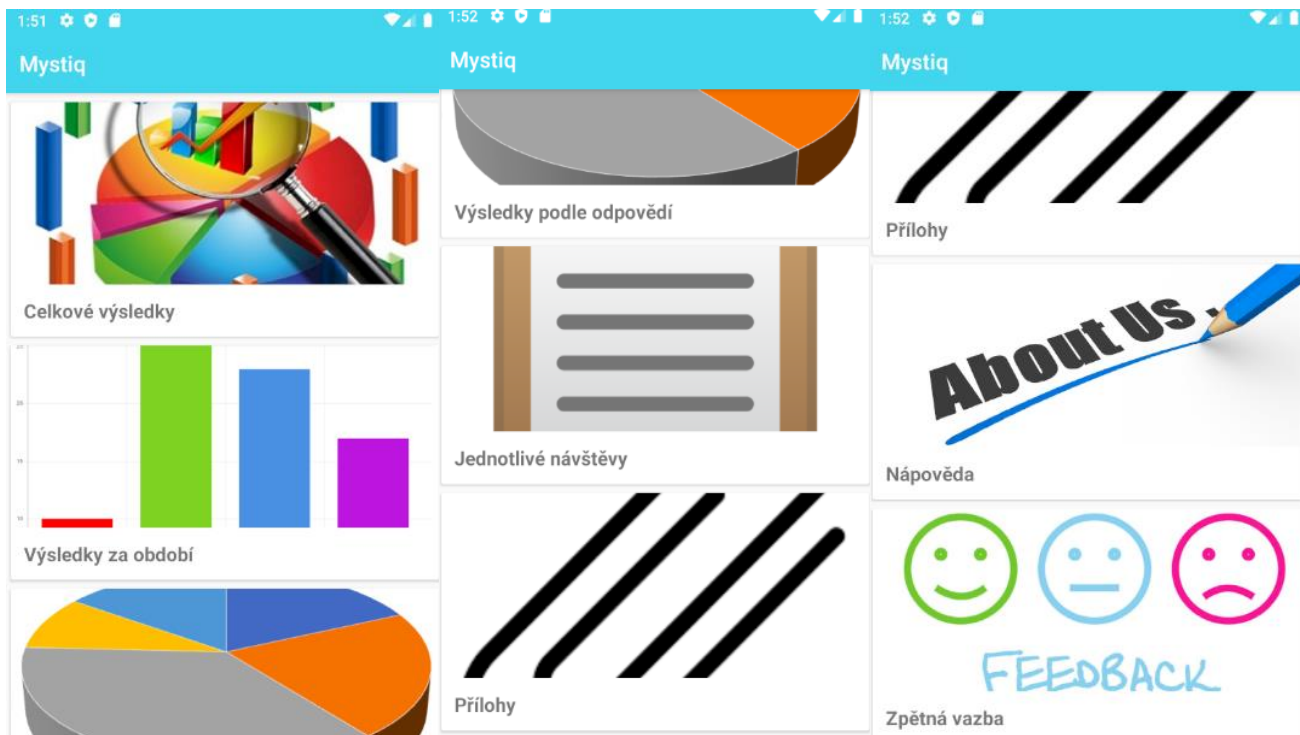 1:51
Mystiq
Celkové výsledky
20
Výsledky za období
1:52
Mystiq
Výsledky podle odpovědí
Jednotlivé návštěvy
Přílohy
1:52
Mystiq
Přílohy
About Us .
Nápověda
FEEDBACK
Zpětná vazba